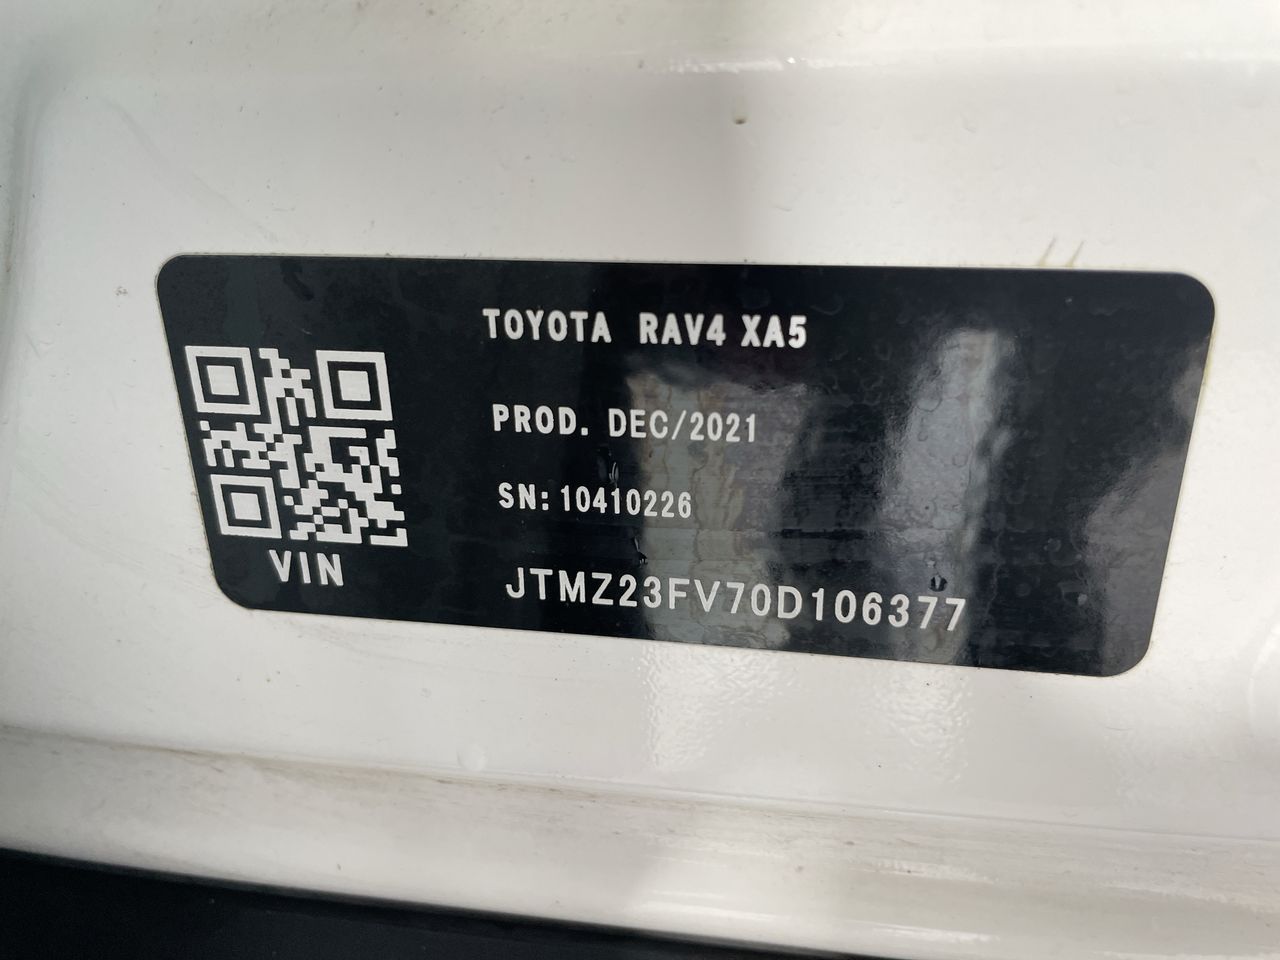 TOYOTA RAV4 XA5
PROD. DEC/2021
SN: 10410226
VIN
JTMZ23FV70D106377